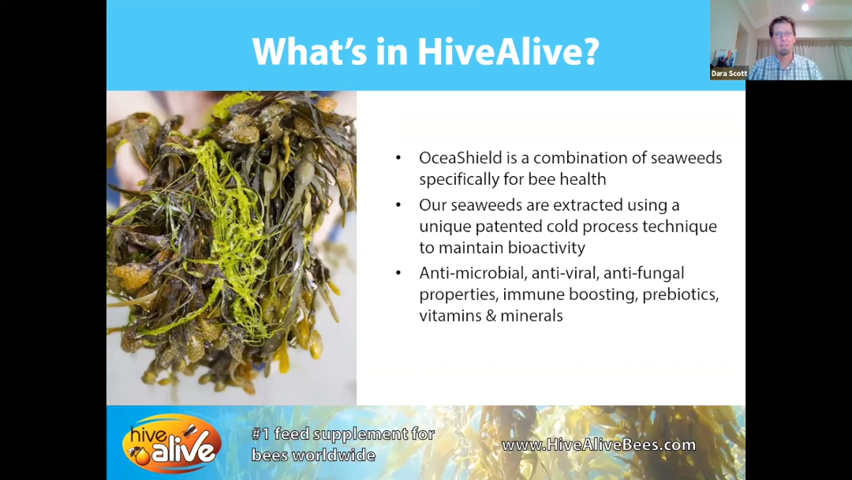 What's in HiveAlive?
Dara Scott
• OceaShield is a combination of seaweeds
specifically for bee health
• Our seaweeds are extracted using a
unique patented cold process technique
to maintain bioactivity
• Anti-microbial, anti-viral, anti-fungal
properties, immune boosting, prebiotics,
vitamins & minerals
hive
alive
#1 feed supplement for
bees worldwide
www.HiveAliveBees.com